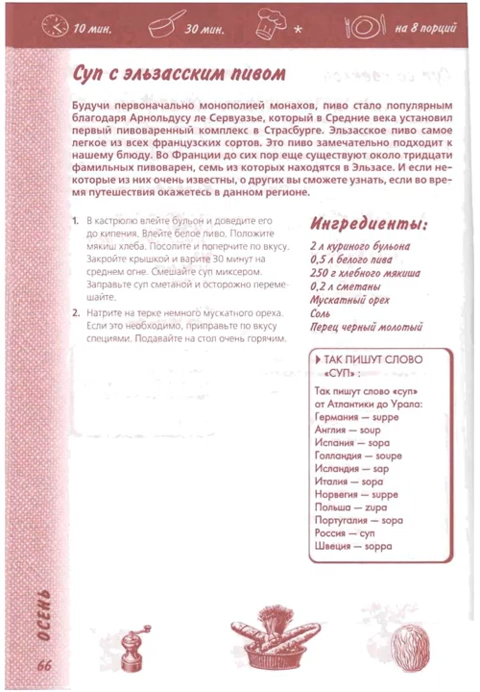 10 мин.
30 мин.
*
на 8 порций
Суп с эльзасским пивом
Будучи первоначально монополией монахов, пиво стало популярным
благодаря Арнольдусу ле Сервуазье, который в Средние века установил
первый пивоваренный комплекс в Страсбурге. Эльзасское пиво самое
легкое из всех французских сортов. Это пиво замечательно подходит к
нашему блюду. Во Франции до сих пор еще существуют около тридцати
фамильных пивоварен, семь из которых находятся в Эльзасе. И если не-
которые из них очень известны, о других вы сможете узнать, если во вре-
мя путешествия окажетесь в данном регионе.
1. В кастрюлю влейте бульон и доведите его
до кипения. Влейте белое пиво. Положите
мякиш хлеба. Посолите и поперчите по вкусу.
Закройте крышкой и варите 30 минут на
среднем огне. Смешайте суп миксером.
Заправьте суп сметаной и осторожно переме-
шайте.
2. Натрите на терке немного мускатного ореха.
Если это необходимо, приправьте по вкусу
специями. Подавайте на стол очень горячим.
Ингредиенты:
2 л куриного бульона
0,5 л белого пива
250 г хлебного мякиша
0,2 л сметаны
Мускатный орех
Соль
Перец черный молотый
ТАК ПИШУТ СЛОВО
«СУП» :
Так пишут слово «суп»
от Атлантики до Урала:
Германия — suppe
Англия — soup
Испания — sopa
Голландия — soupe
Исландия — sap
Италия — sopa
Норвегия — suppe
Польша — zupa
Португалия — sopa
Россия — суп
Швеция — soppa
ОСЕНЬ
66